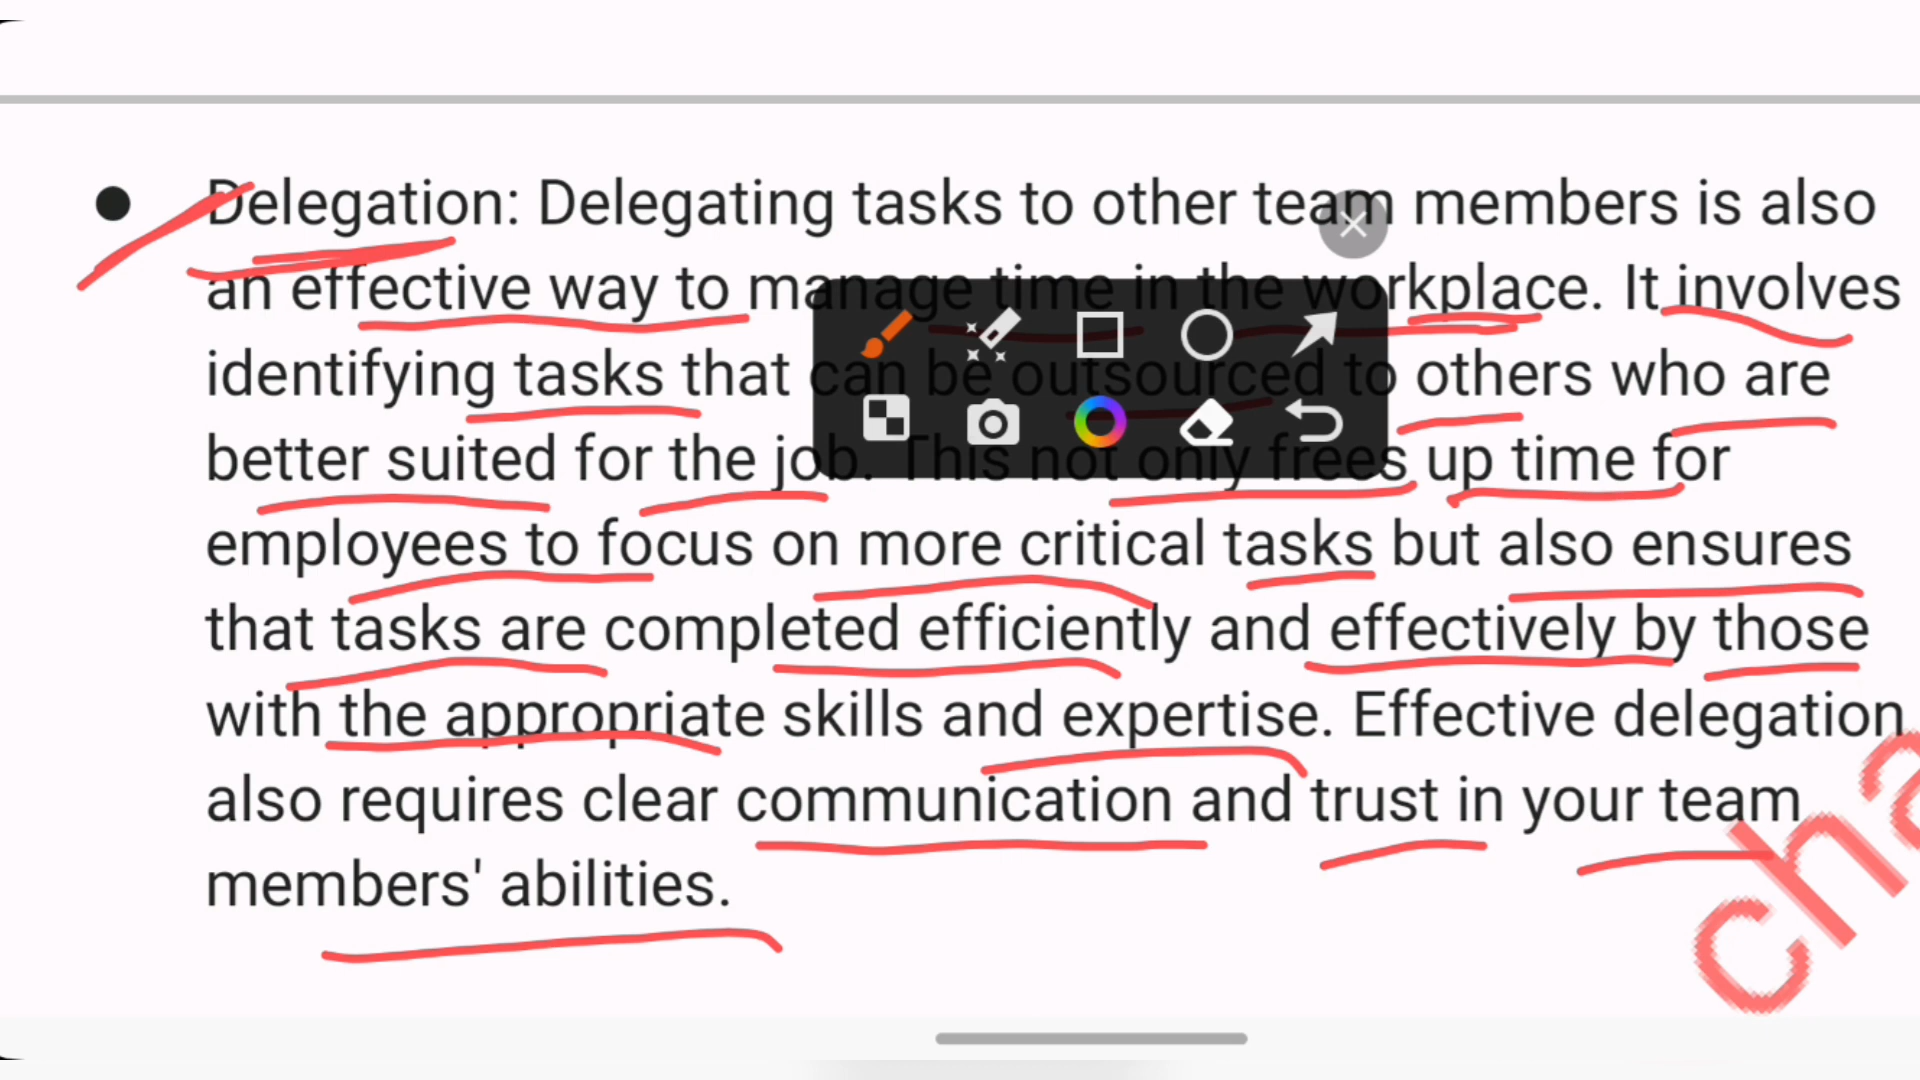 ● Delegation: Delegating tasks to other team members is also
an effective way to manage time in the workplace. It involves
identifying tasks that can be outsourced to others who are
better suited for the job. This not only frees up time for
employees to focus on more critical tasks but also ensures
that tasks are completed efficiently and effectively by those
with the appropriate skills and expertise. Effective delegation
also requires clear communication and trust in your team
members' abilities.
cha